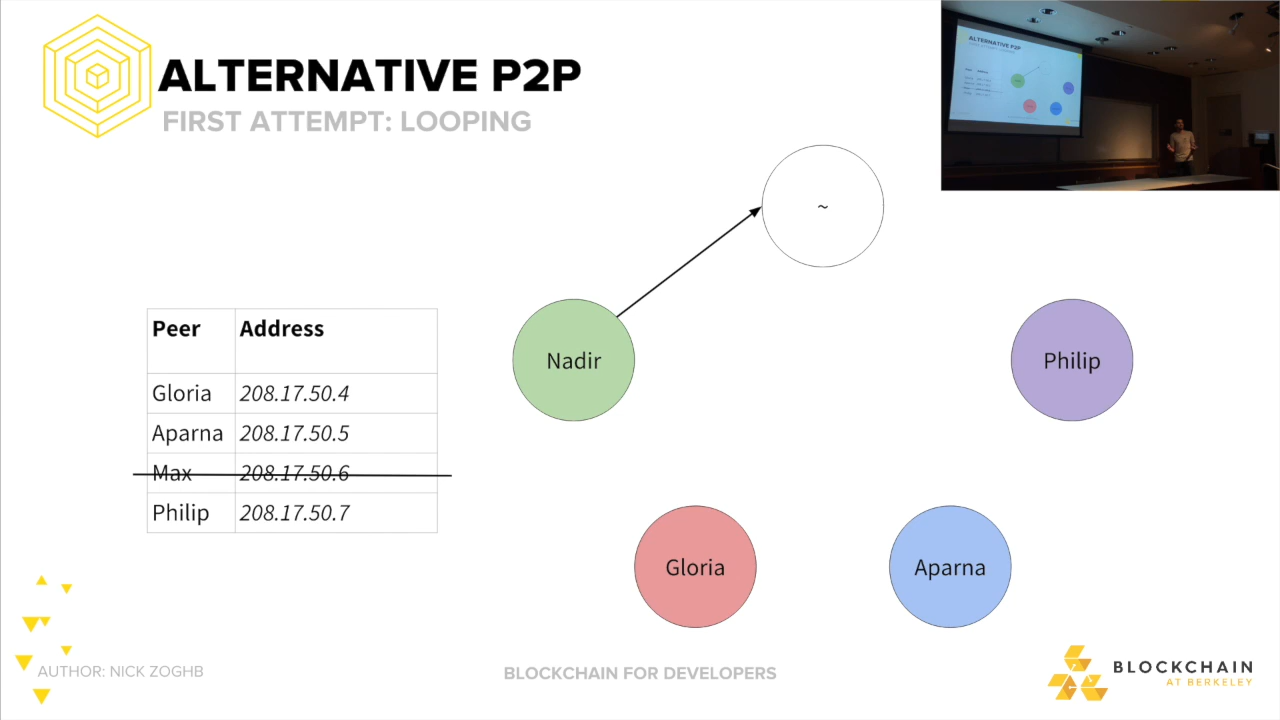 ALTERNATIVE P2P
FIRST ATTEMPT: LOOPING
~
Nadir
Philip
Peer Address
Gloria 208.17.50.4
Aparna 208.17.50.5
Max 208.17.50.6
Philip 208.17.50.7
Gloria
Aparna
AUTHOR: NICK ZOGHB
BLOCKCHAIN FOR DEVELOPERS
BLOCKCHAIN
AT BERKELEY
ALTERNATIVE P2P